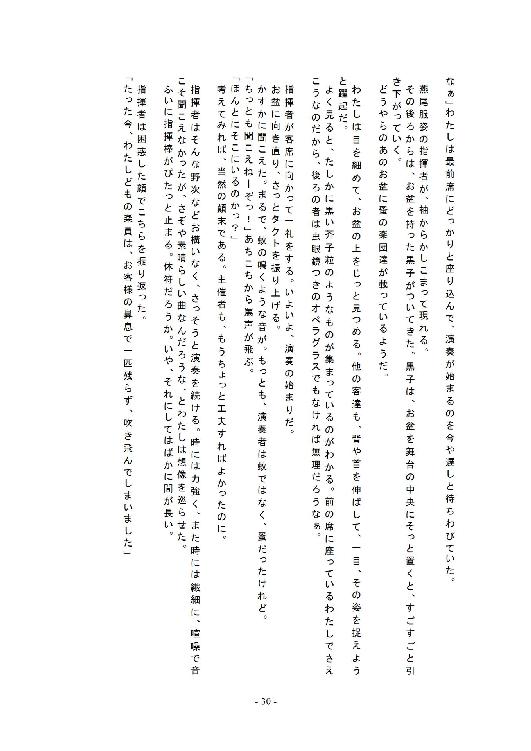 なぁ」わたしは最前席にどっかりと座り込んで、演奏が始まるのを今や遅しと待ちわびていた。
燕尾服姿の指揮者が、袖からかしこまって現れる。
その後ろからは、お盆を持った黒子がついてきた。黒子は、お盆を舞台の中央にそっと置くと、すごすごと引
き下がっていく。
どうやらのあのお盆に蚤の楽団達が載っているようだ。
わたしは目を細めて、お盆の上をじっと見つめる。他の客達も、背や首を伸ばして、一目、その姿を捉えよう
と躍起だ。
よく見ると、たしかに黒い芥子粒のようなものが集まっているのがわかる。前の席に座っているわたしでさえ
こうなのだから、後ろの者は虫眼鏡つきのオペラグラスでもなければ無理だろうなぁ。
指揮者が客席に向かって一礼をする。いよいよ、演奏の始まりだ。
お盆に向き直り、さっとタクトを振り上げる。
かすかに聞こえた。まるで、蚊の鳴くような音が。もっとも、演奏者は蚊ではなく、蚤だったけれど。
「ちっとも聞こえねーぞっ！」あちこちから罵声が飛ぶ。
「ほんとにそこにいるのかっ？」
考えてみれば、当然の顛末である。主催者も、もうちょっと工夫すればよかったのに。
指揮者はそんな野次などお構いなく、さっそうと演奏を続ける。時には力強く、また時には繊細に、喧噪で音
こそ聞こえなかったが、さぞや素晴らしい曲なんだろうな、とわたしは想像を巡らせた。
ふいに指揮棒がぴたっと止まる。休符だろうか。いや、それにしてはばかに間が長い。
指揮者は困惑した顔でこちらを振り返った。
「たった今、わたしどもの楽員は、お客様の鼻息で一匹残らず、吹き飛んでしまいました」
- 30 -